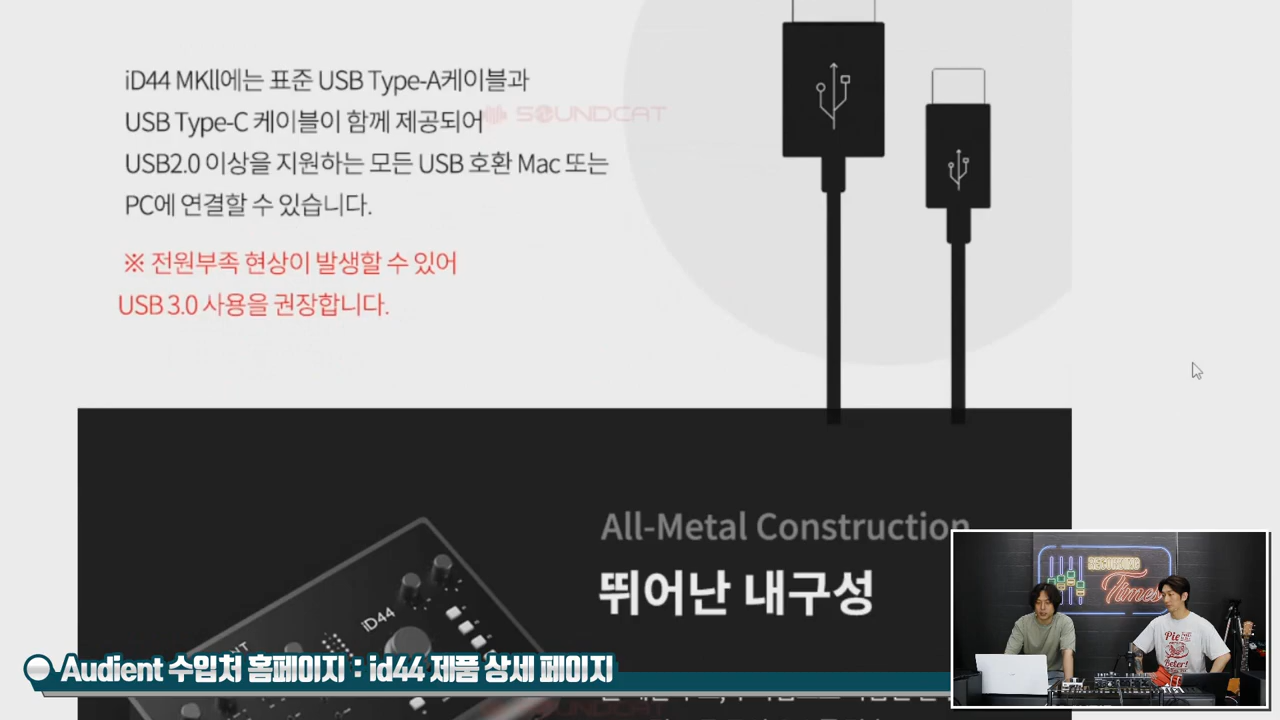 iD44 MKll에는 표준 USB Type-A케이블과
USB Type-C 케이블이 함께 제공되어
SOUNDCAT
USB2.0 이상을 지원하는 모든 USB 호환 Mac 또는
PC에 연결할 수 있습니다.
※ 전원부족 현상이 발생할 수 있어
USB 3.0 사용을 권장합니다.
All-Metal Construction
뛰어난 내구성
iD44
Times
Pie
Audient 수입처 홈페이지 : id44 제품 상세 페이지